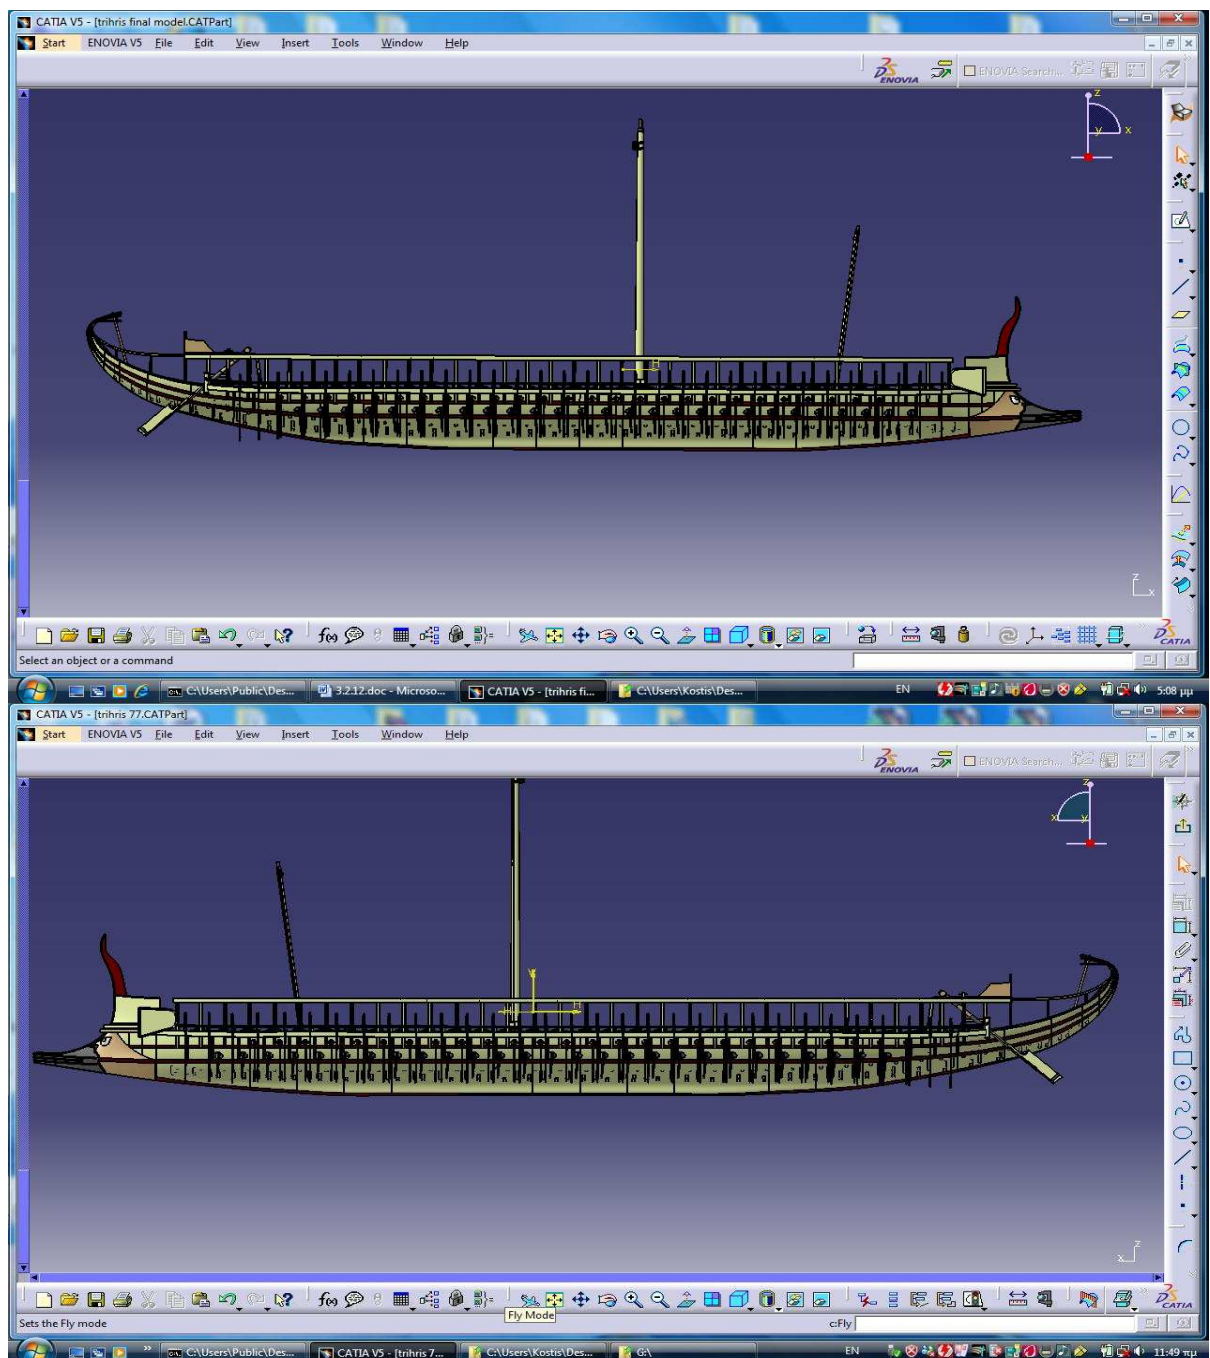 CATIA V5 - [trihris final model.CATPart]
Start ENOVIA V5 File Edit View Insert Tools Window Help
ENOVIA ENOVIA Search...
z
y x
H
z
x
f(x)
CATIA
Select an object or a command
C:\Users\Public\Des... 3.2.12.doc - Microso... CATIA V5 - [trihris fi... C:\Users\Kostis\Des... EN 5:08 μμ
CATIA V5 - [trihris 77.CATPart]
Start ENOVIA V5 File Edit View Insert Tools Window Help
ENOVIA ENOVIA Search...
z
x y
V
H
z
x
f(x)
CATIA
Fly Mode
Sets the Fly mode c:Fly
C:\Users\Public\Des... CATIA V5 - [trihris 7... C:\Users\Kostis\Des... G:\ EN 11:49 πμ